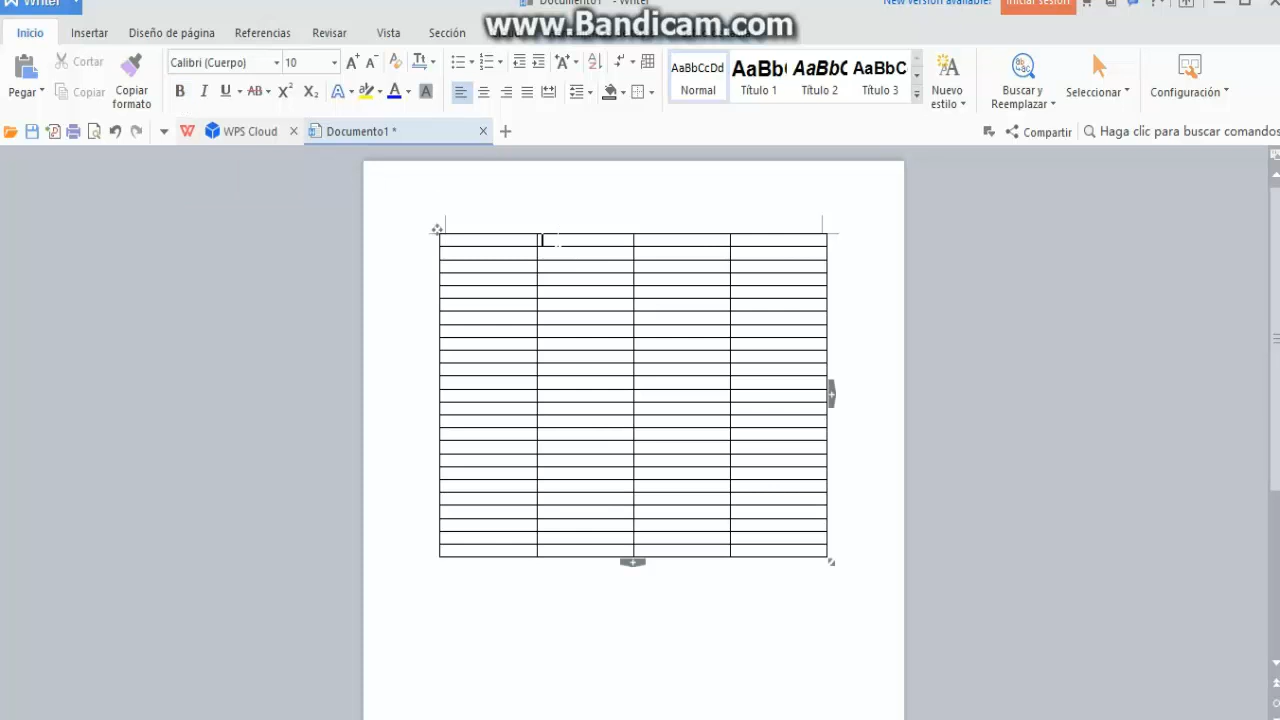 Writer
Documento1 * - Writer
New version available!
Iniciar sesión
www.Bandicam.com
Inicio
Insertar
Diseño de página
Referencias
Revisar
Vista
Sección
Pegar
Cortar
Copiar
Copiar formato
Calibri (Cuerpo)
10
AaBbCcDd
Normal
AaBb(
Título 1
AaBbC
Título 2
AaBbC
Título 3
Nuevo estilo
Buscar y Reemplazar
Seleccionar
Configuración
WPS Cloud
Documento1 *
Compartir
Haga clic para buscar comandos